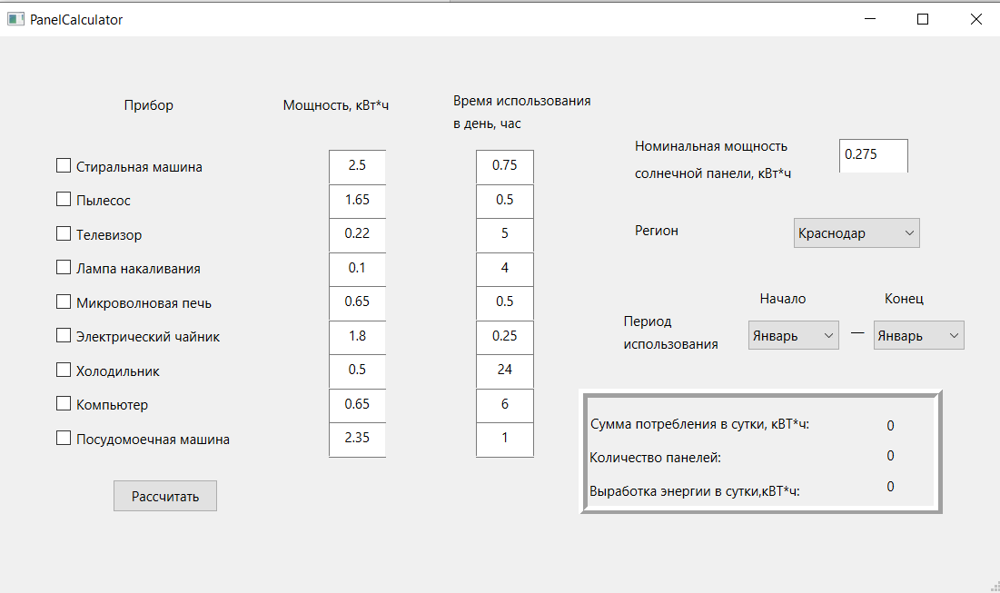 PanelCalculator
Прибор
Мощность, кВт*ч
Время использования
в день, час
Стиральная машина 2.5 0.75
Пылесос 1.65 0.5
Телевизор 0.22 5
Лампа накаливания 0.1 4
Микроволновая печь 0.65 0.5
Электрический чайник 1.8 0.25
Холодильник 0.5 24
Компьютер 0.65 6
Посудомоечная машина 2.35 1
Рассчитать
Номинальная мощность
солнечной панели, кВт*ч
0.275
Регион
Краснодар
Начало Конец
Период
использования
Январь — Январь
Сумма потребления в сутки, кВТ*ч: 0
Количество панелей: 0
Выработка энергии в сутки,кВТ*ч: 0